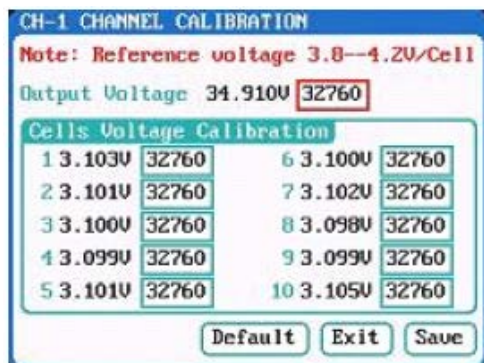 CH-1 CHANNEL CALIBRATION
Note: Reference voltage 3.8--4.2V/Cell
Output Voltage 34.910V 32760
Cells Voltage Calibration
1 3.103V 32760 6 3.100V 32760
2 3.101V 32760 7 3.102V 32760
3 3.100V 32760 8 3.098V 32760
4 3.099V 32760 9 3.099V 32760
5 3.101V 32760 10 3.105V 32760
Default Exit Save